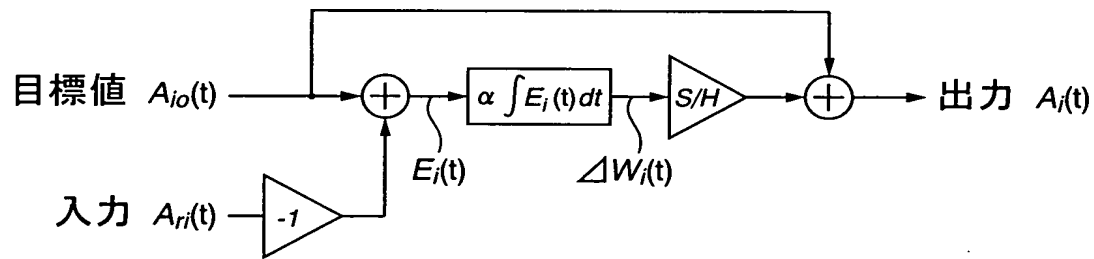 目標値 Aio(t)
α ∫Ei(t)dt
S/H
出力 Ai(t)
Ei(t)
⊿Wi(t)
入力 Ari(t)
-1